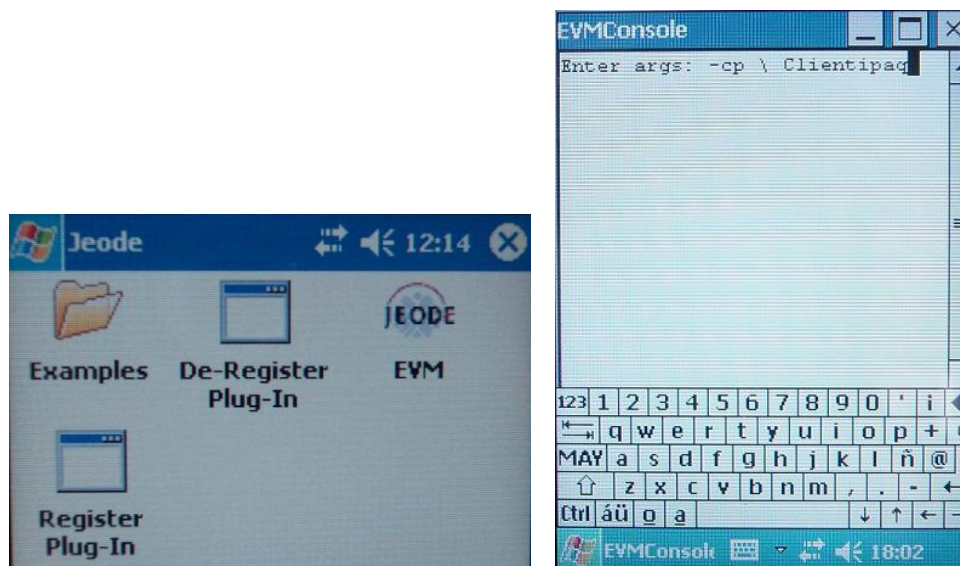 Jeode 12:14
Examples De-Register Plug-In JEODE EVM
Register Plug-In
EVMConsole
Enter args: -cp \ Clientipaq
123 1 2 3 4 5 6 7 8 9 0 ' i
q w e r t y u i o p +
MAY a s d f g h j k l ñ @
z x c v b n m , . -
Ctrl áü o a
EVMConsole 18:02